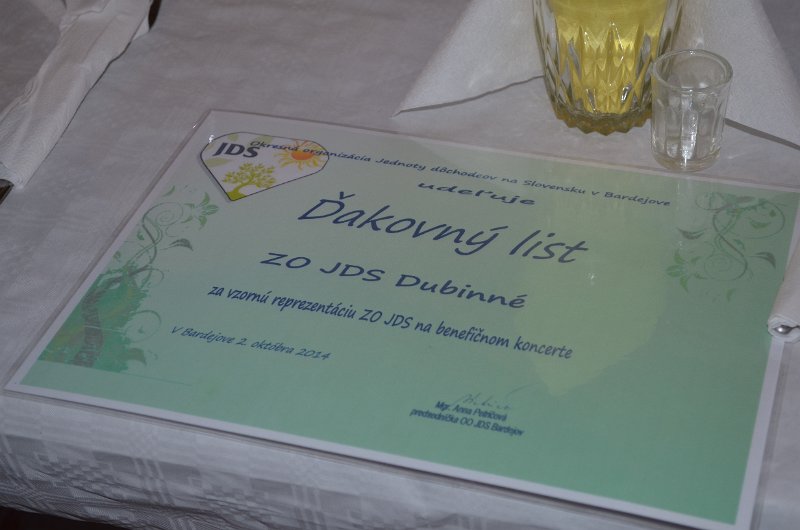 JDS
Okresná organizácia Jednoty dôchodcov na Slovensku v Bardejove
udeľuje
Ďakovný list
ZO JDS Dubinné
za vzornú reprezentáciu ZO JDS na benefičnom koncerte
V Bardejove 2. októbra 2014
Mgr. Anna Petričová
predsedníčka OO JDS Bardejov